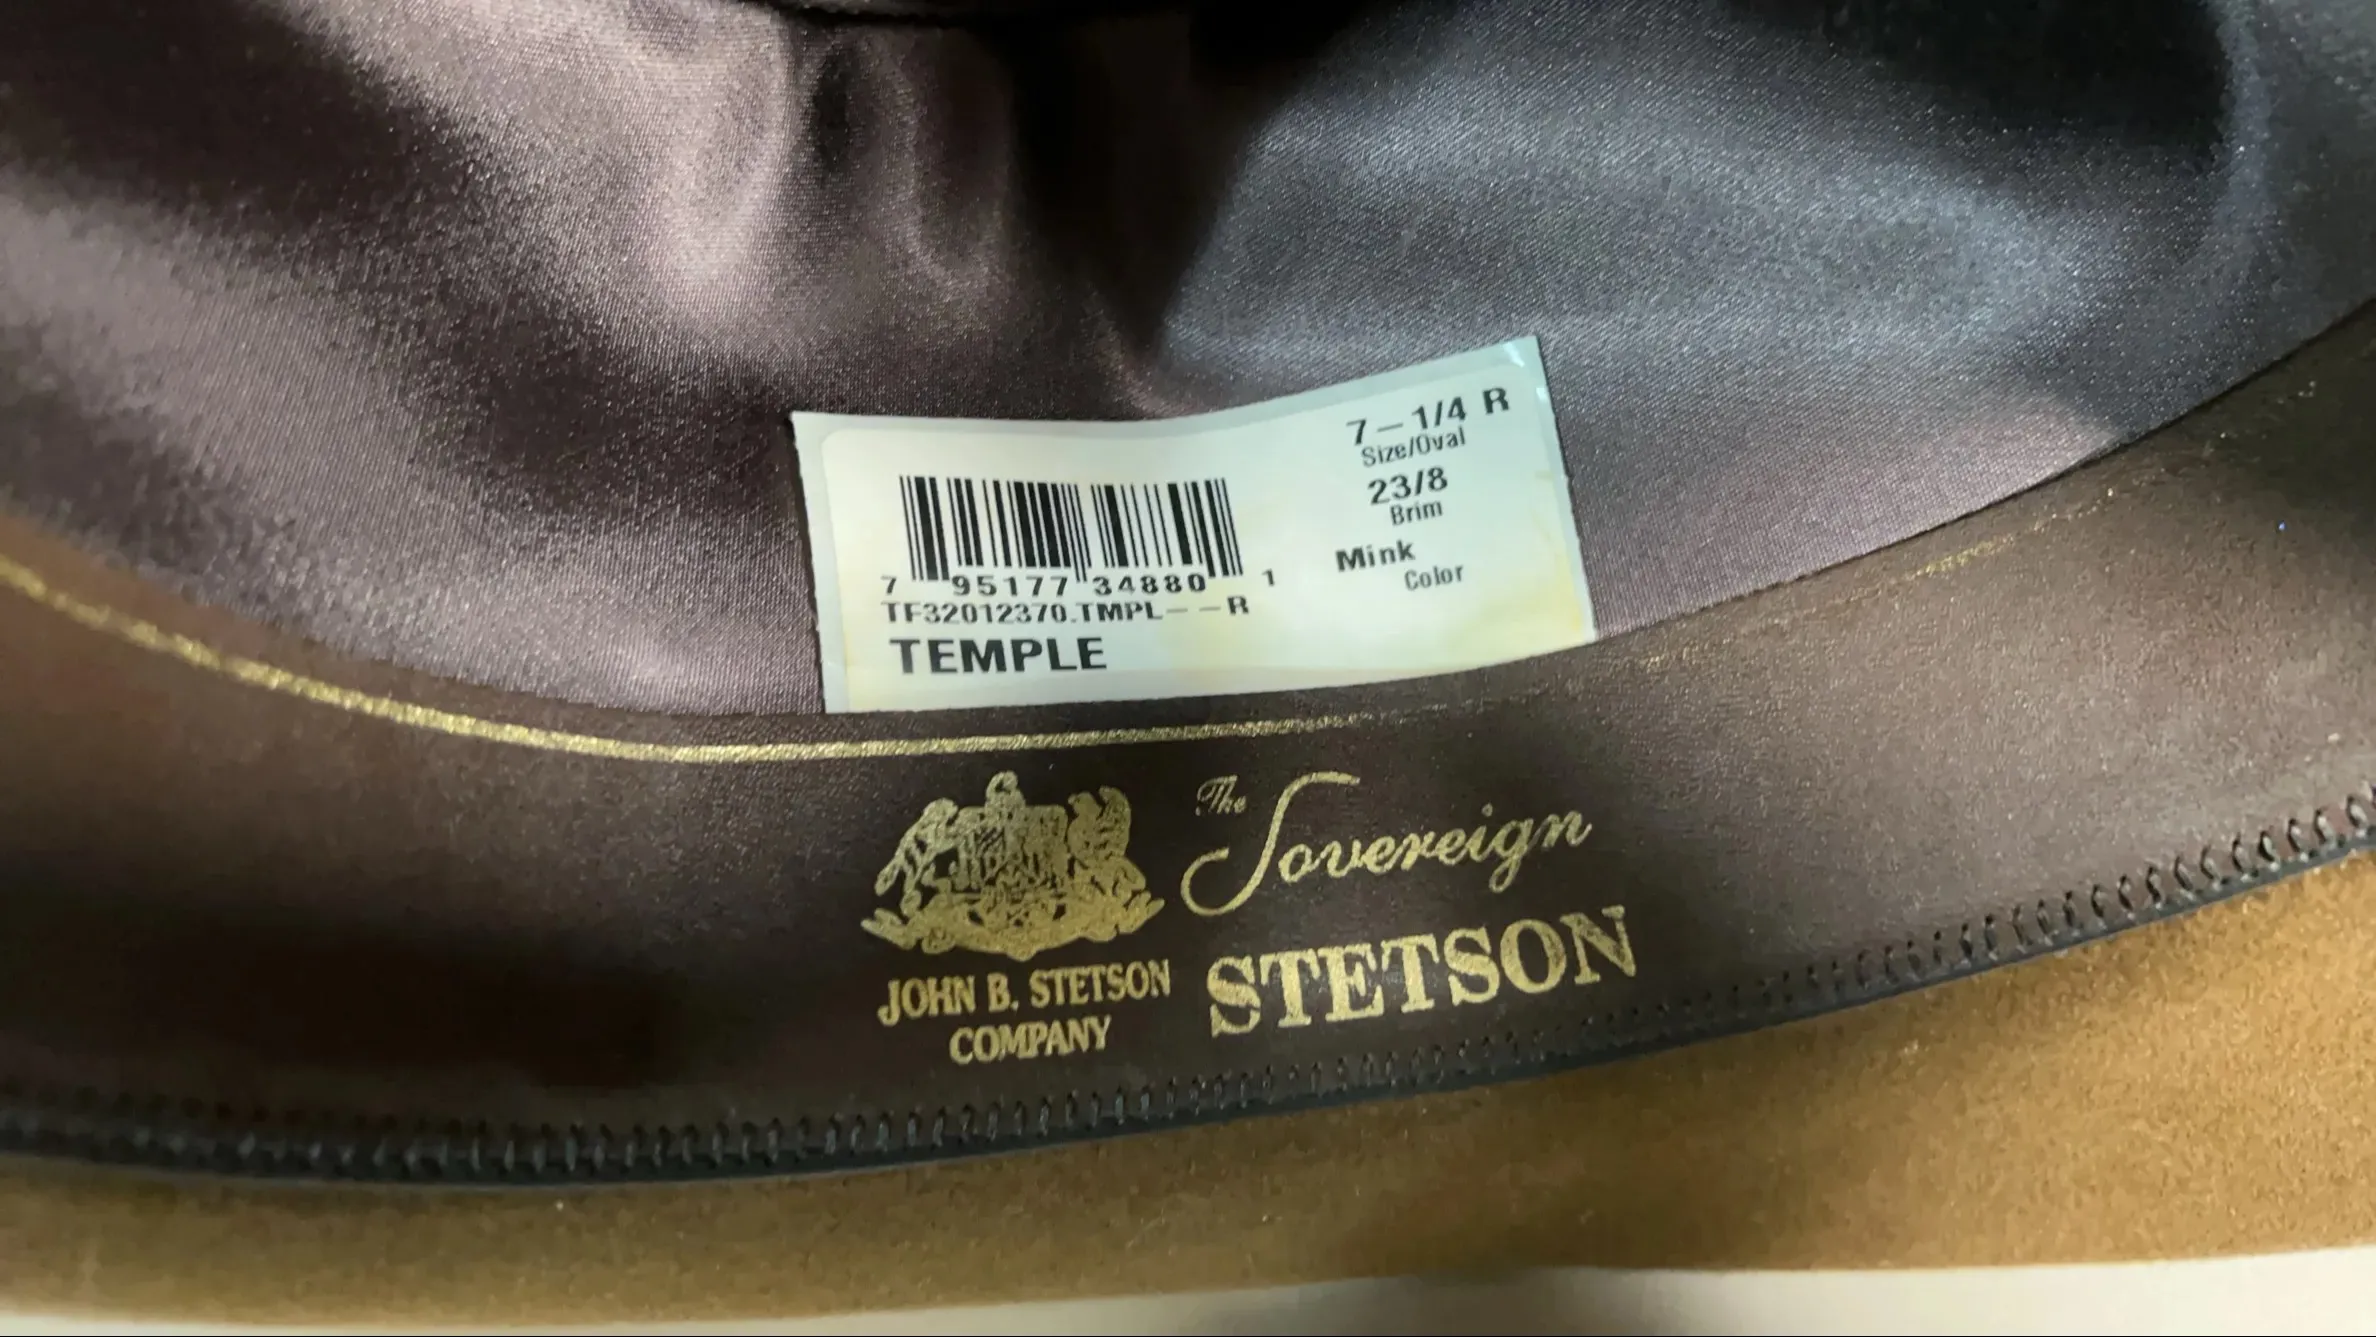 7-1/4 R
Size/Oval
23/8
Brim
Mink
Color
7 95177 34880 1
TF32012370.TMPL--R
TEMPLE
JOHN B. STETSON
COMPANY
The
Sovereign
STETSON